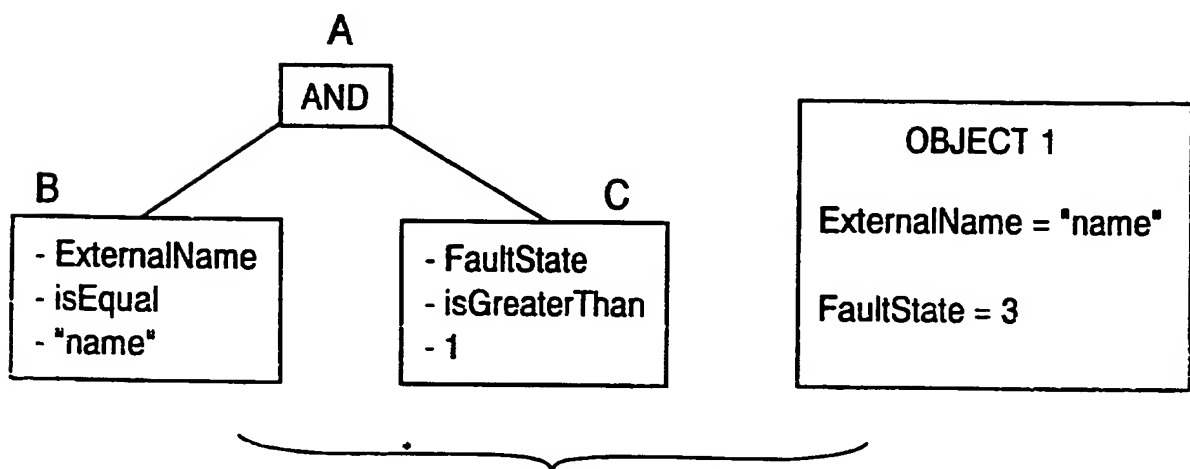 A
AND
B
- ExternalName
- isEqual
- "name"
C
- FaultState
- isGreaterThan
- 1
OBJECT 1
ExternalName = "name"
FaultState = 3